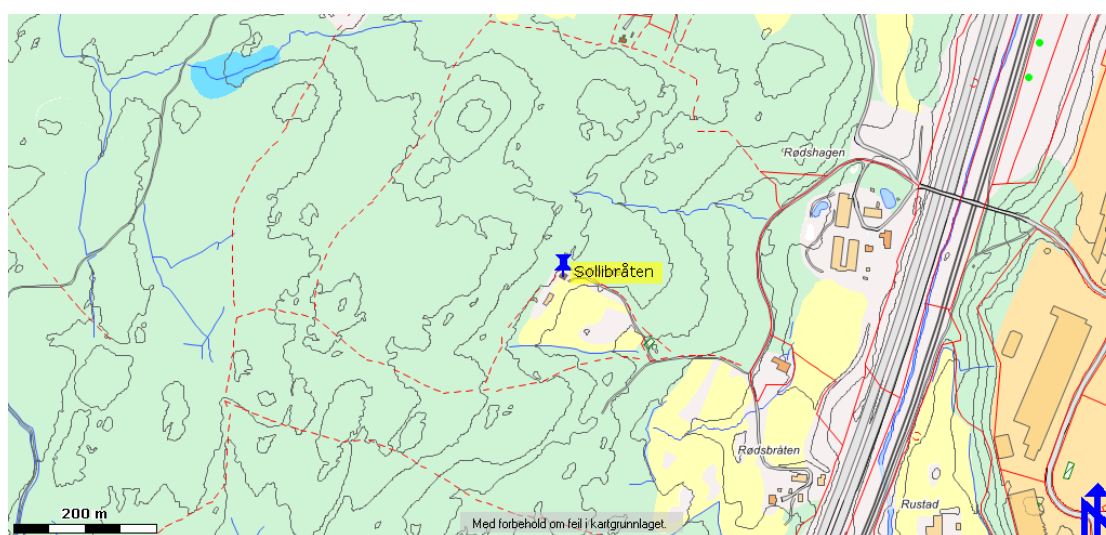 Rødshagen
Sollibråten
Rødsbråten
Rustad
200 m
Med forbehold om feil i kartgrunnlaget.
N